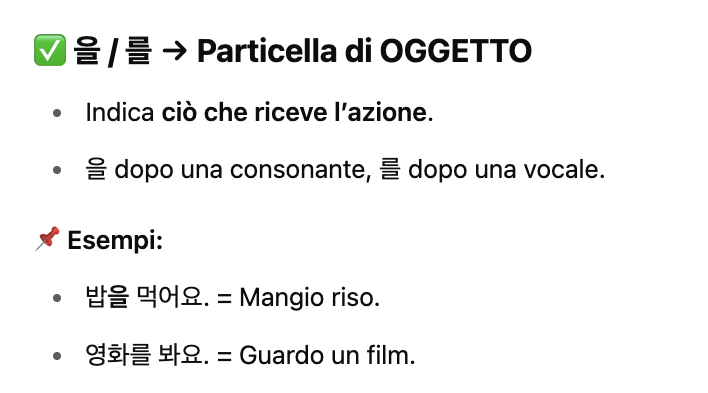 ✅ 을 / 를 → Particella di OGGETTO
• Indica ciò che riceve l’azione.
• 을 dopo una consonante, 를 dopo una vocale.
📌 Esempi:
• 밥을 먹어요. = Mangio riso.
• 영화를 봐요. = Guardo un film.